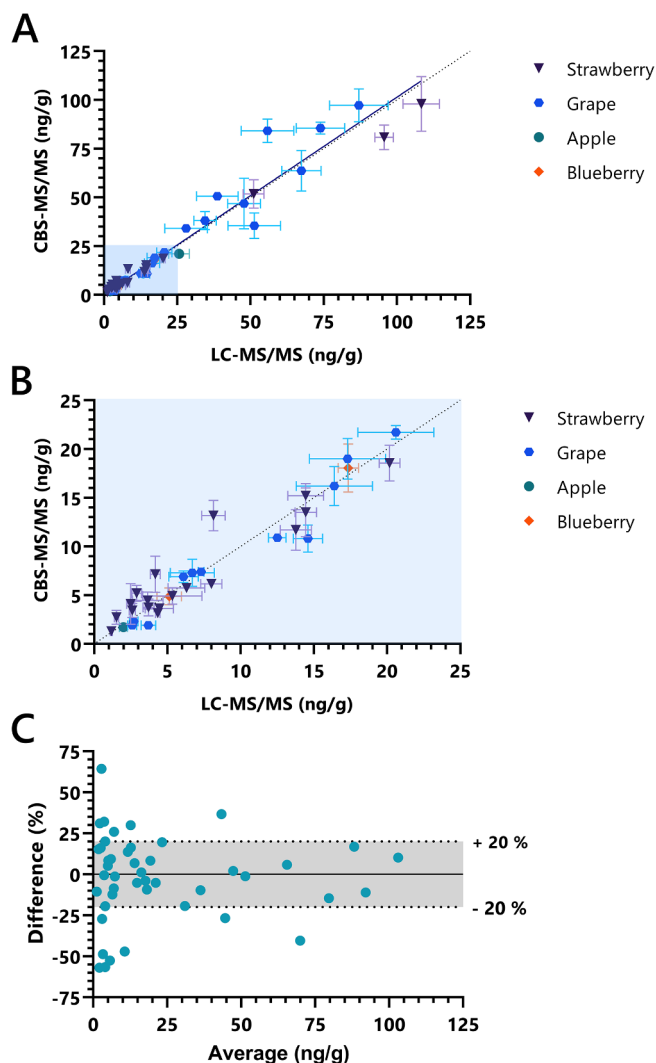 A
125
100
75
50
25
0
CBS-MS/MS (ng/g)
0 25 50 75 100 125
LC-MS/MS (ng/g)
Strawberry
Grape
Apple
Blueberry
B
25
20
15
10
5
0
CBS-MS/MS (ng/g)
0 5 10 15 20 25
LC-MS/MS (ng/g)
Strawberry
Grape
Apple
Blueberry
C
75
50
25
0
-25
-50
-75
Difference (%)
+ 20 %
- 20 %
0 25 50 75 100 125
Average (ng/g)